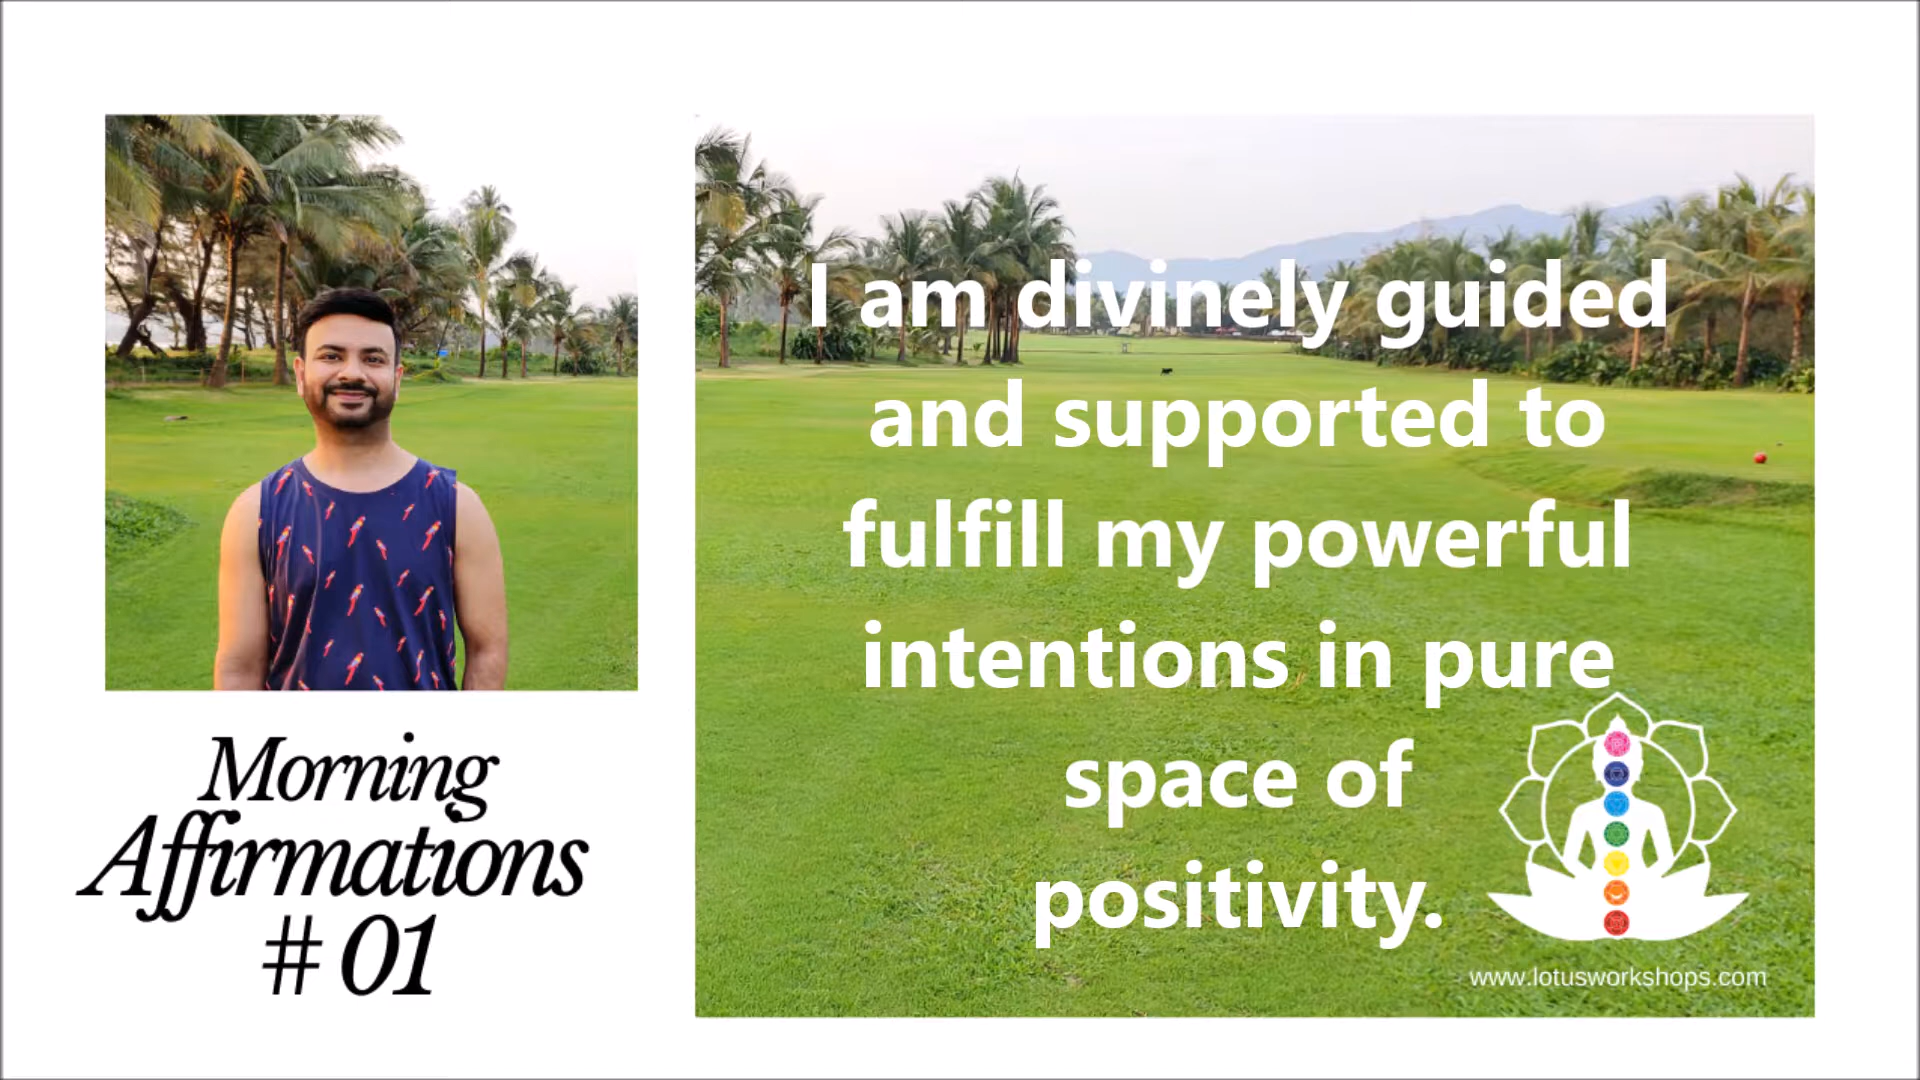 Morning
Affirmations
# 01
I am divinely guided
and supported to
fulfill my powerful
intentions in pure
space of
positivity.
www.lotusworkshops.com